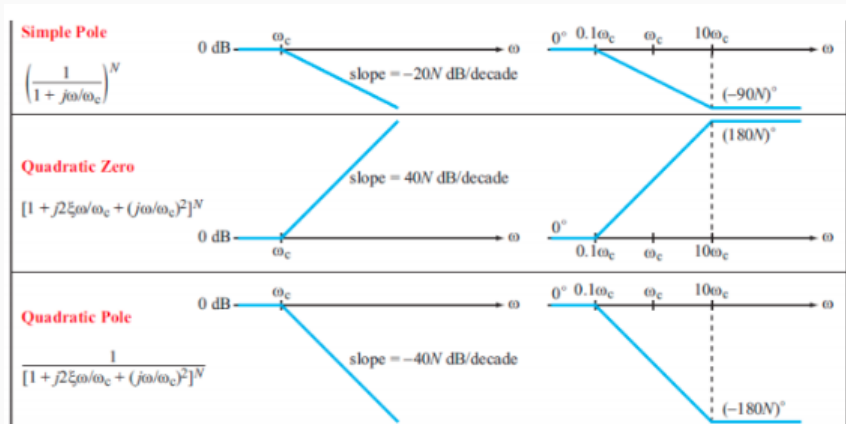 Simple Pole
(1 / (1 + jω/ω_c))^N
0 dB
ω_c
ω
slope = −20N dB/decade
0° 0.1ω_c ω_c 10ω_c
ω
(−90N)°
Quadratic Zero
[1 + j2ξω/ω_c + (jω/ω_c)²]^N
slope = 40N dB/decade
0 dB
ω_c
ω
(180N)°
0°
0.1ω_c ω_c 10ω_c
ω
Quadratic Pole
1 / [1 + j2ξω/ω_c + (jω/ω_c)²]^N
0 dB
ω_c
ω
slope = −40N dB/decade
0° 0.1ω_c ω_c 10ω_c
ω
(−180N)°